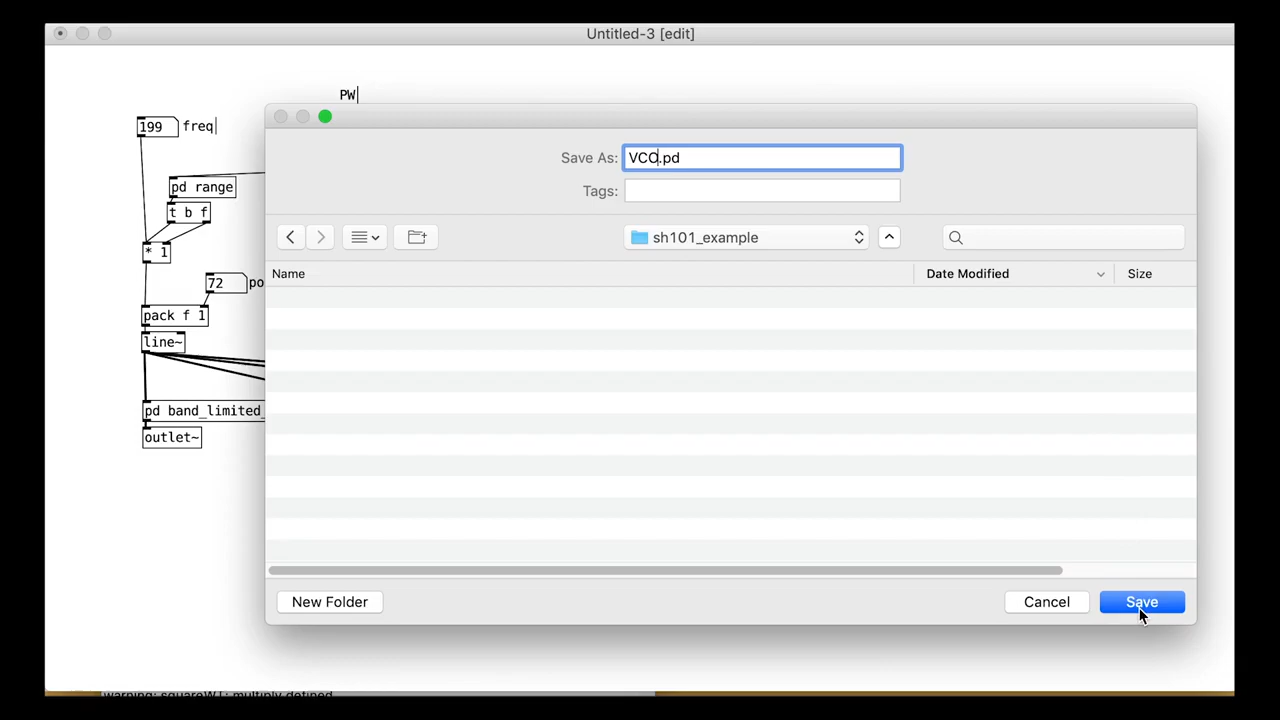 Untitled-3 [edit]
PW
199 freq
Save As: VCO.pd
Tags:
pd range
t b f
sh101_example
* 1
Name Date Modified Size
72 po
pack f 1
line~
pd band_limited_
outlet~
New Folder Cancel Save
warning: squareWT: multiply defined